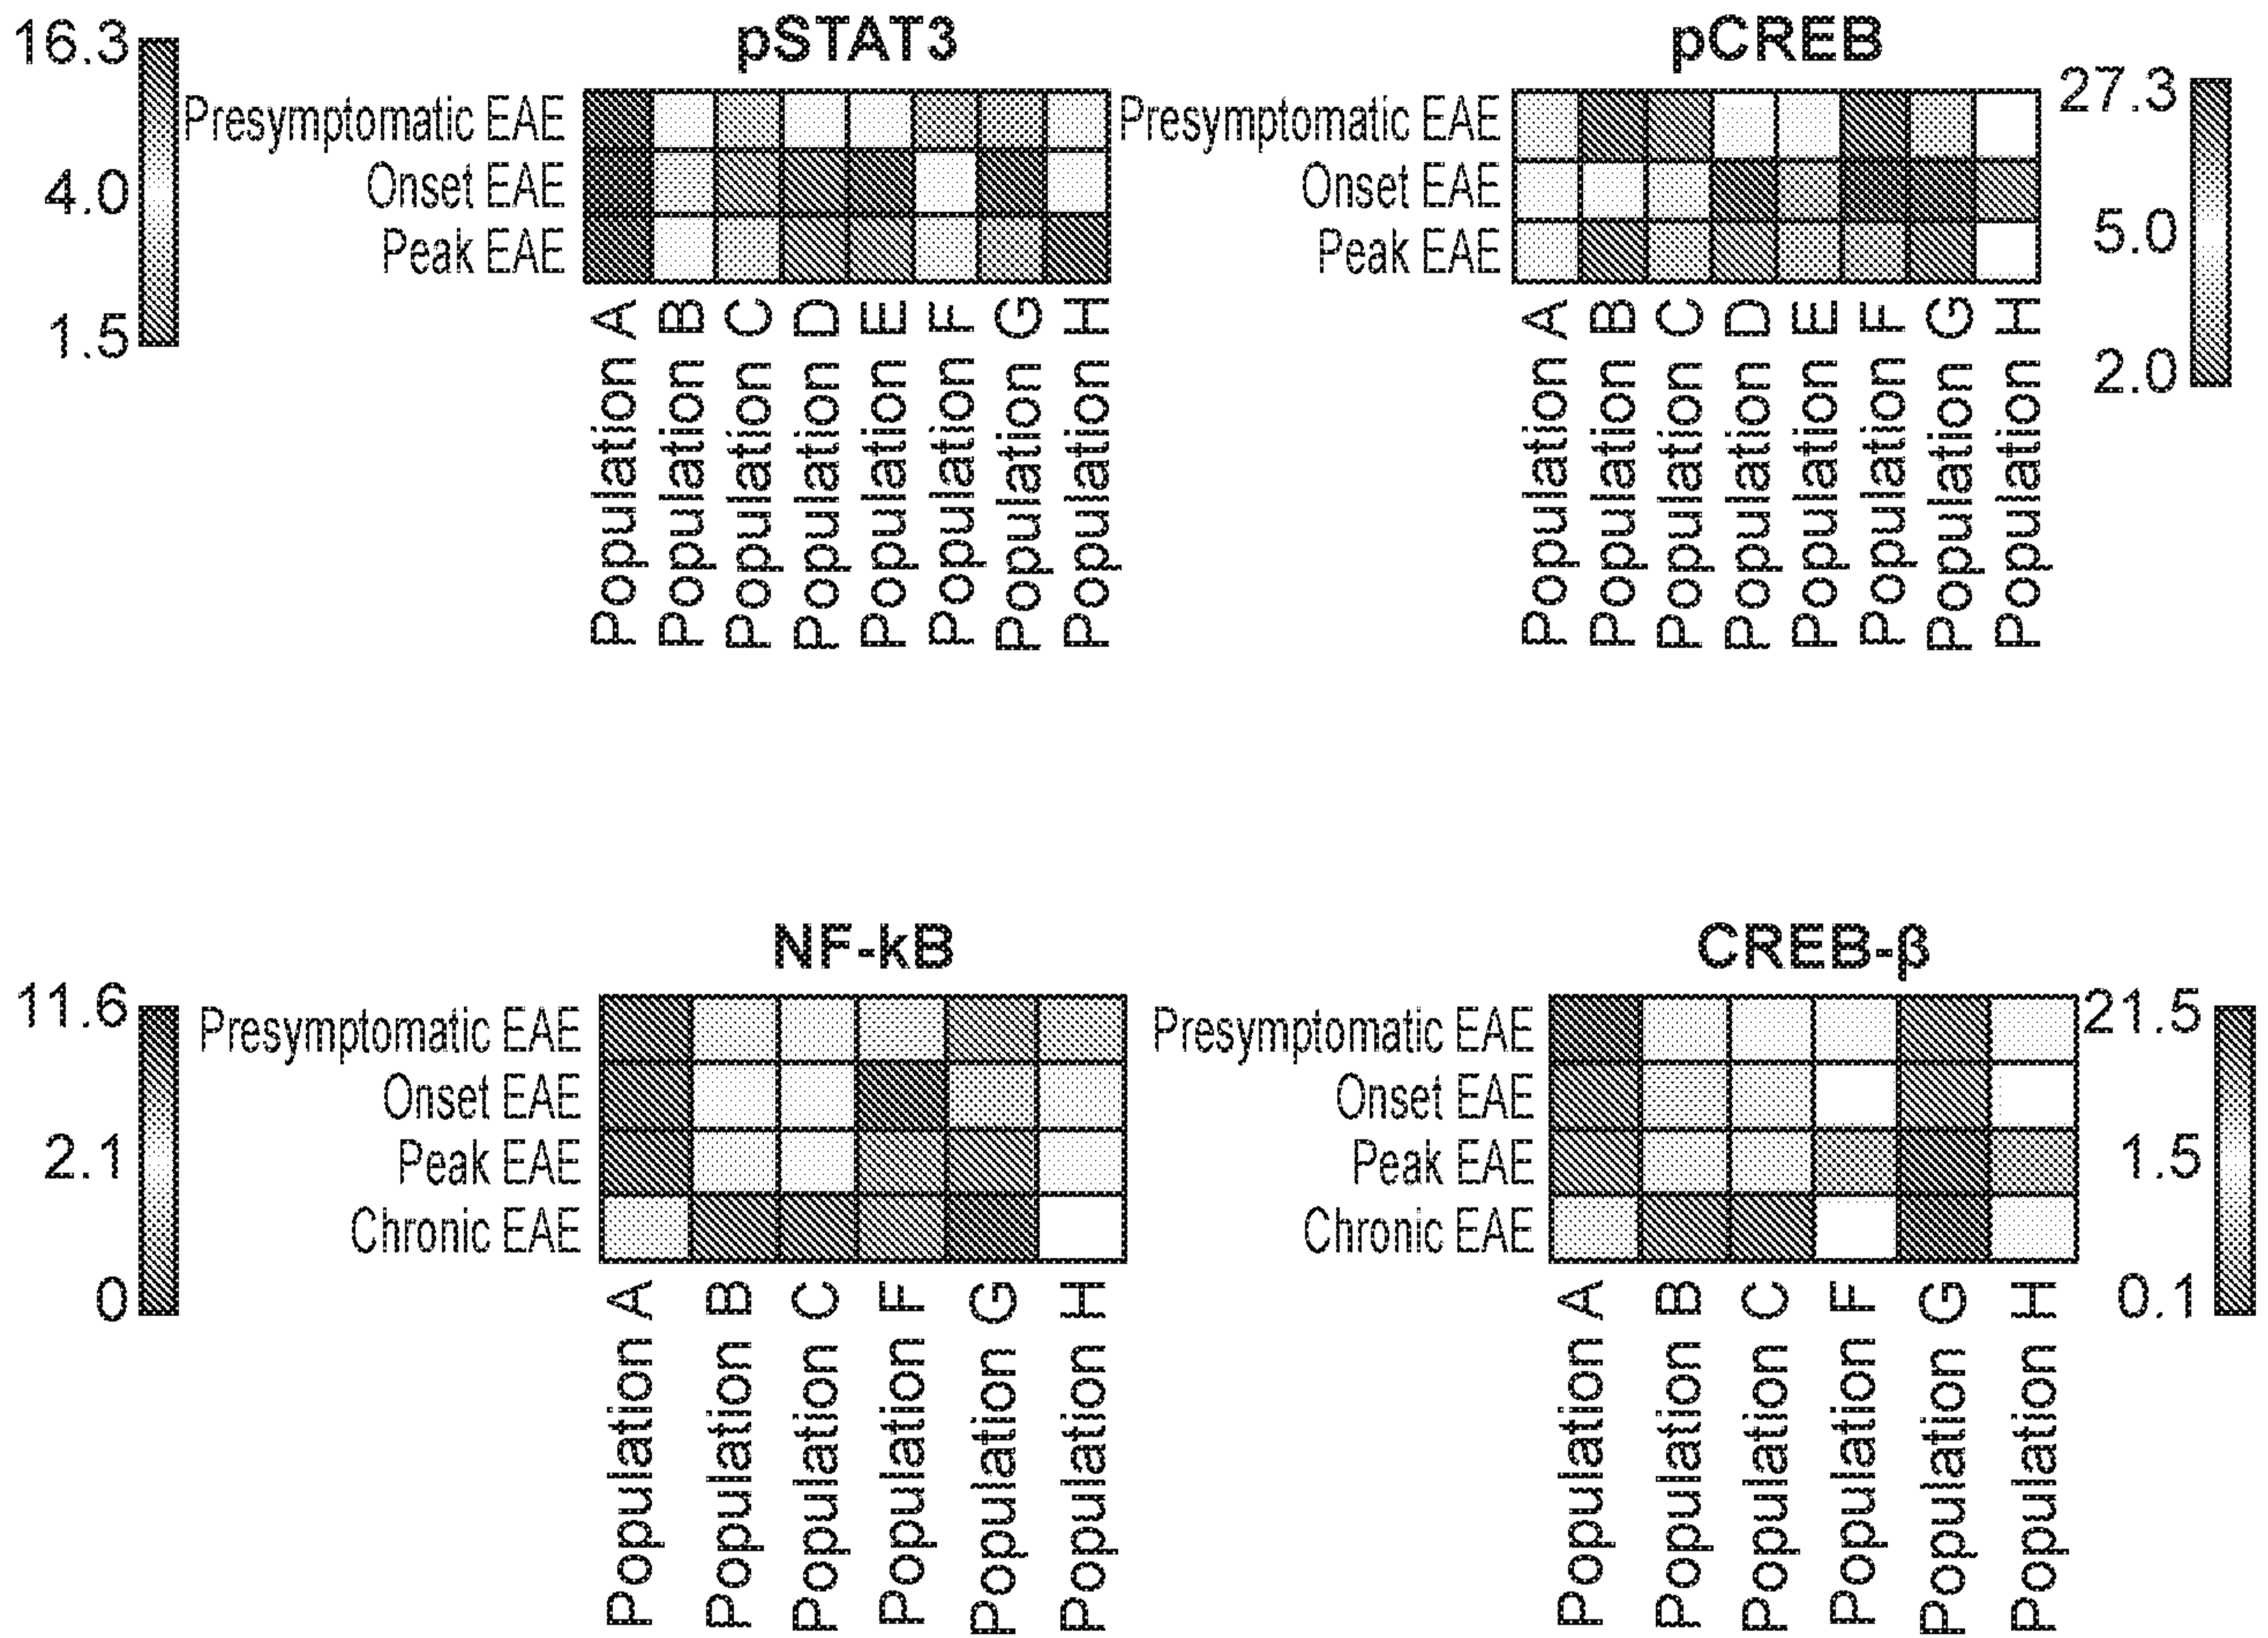 pSTAT3
16.3
4.0
1.5
Presymptomatic EAE
Onset EAE
Peak EAE
Population A
Population B
Population C
Population D
Population E
Population F
Population G
Population H
pCREB
Presymptomatic EAE
Onset EAE
Peak EAE
27.3
5.0
2.0
Population A
Population B
Population C
Population D
Population E
Population F
Population G
Population H
NF-kB
11.6
2.1
0
Presymptomatic EAE
Onset EAE
Peak EAE
Chronic EAE
Population A
Population B
Population C
Population F
Population G
Population H
CREB-β
Presymptomatic EAE
Onset EAE
Peak EAE
Chronic EAE
21.5
1.5
0.1
Population A
Population B
Population C
Population F
Population G
Population H